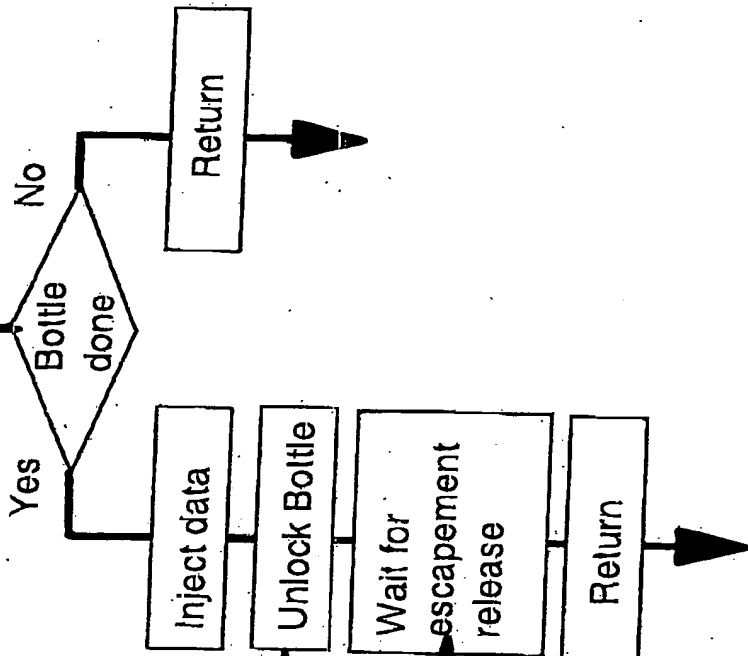 Yes
Bottle
done
No
Inject data
Unlock Bottle
Wait for
escapement
release
Return
Return